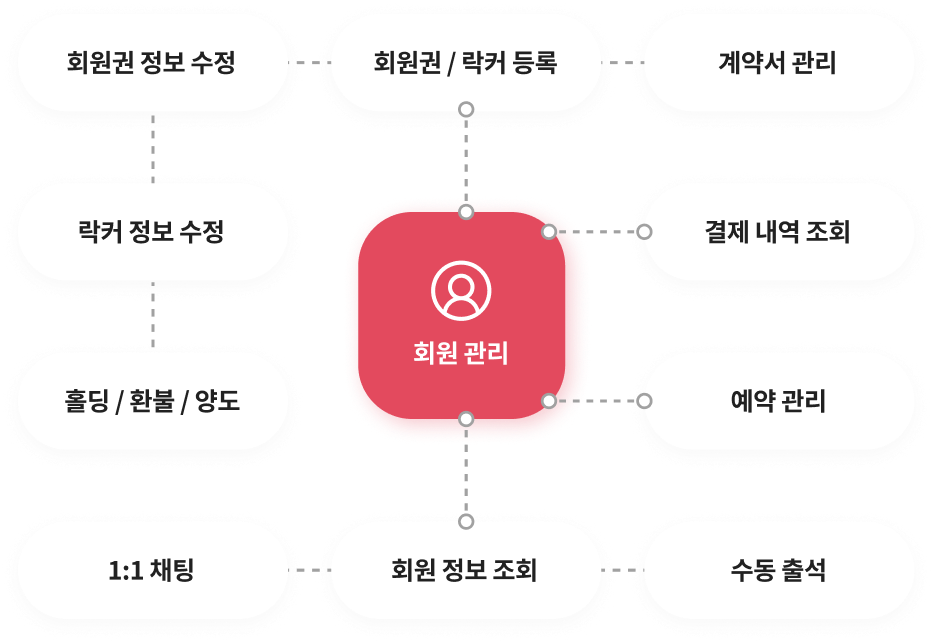 회원권 정보 수정
회원권 / 락커 등록
계약서 관리
락커 정보 수정
결제 내역 조회
회원 관리
홀딩 / 환불 / 양도
예약 관리
1:1 채팅
회원 정보 조회
수동 출석